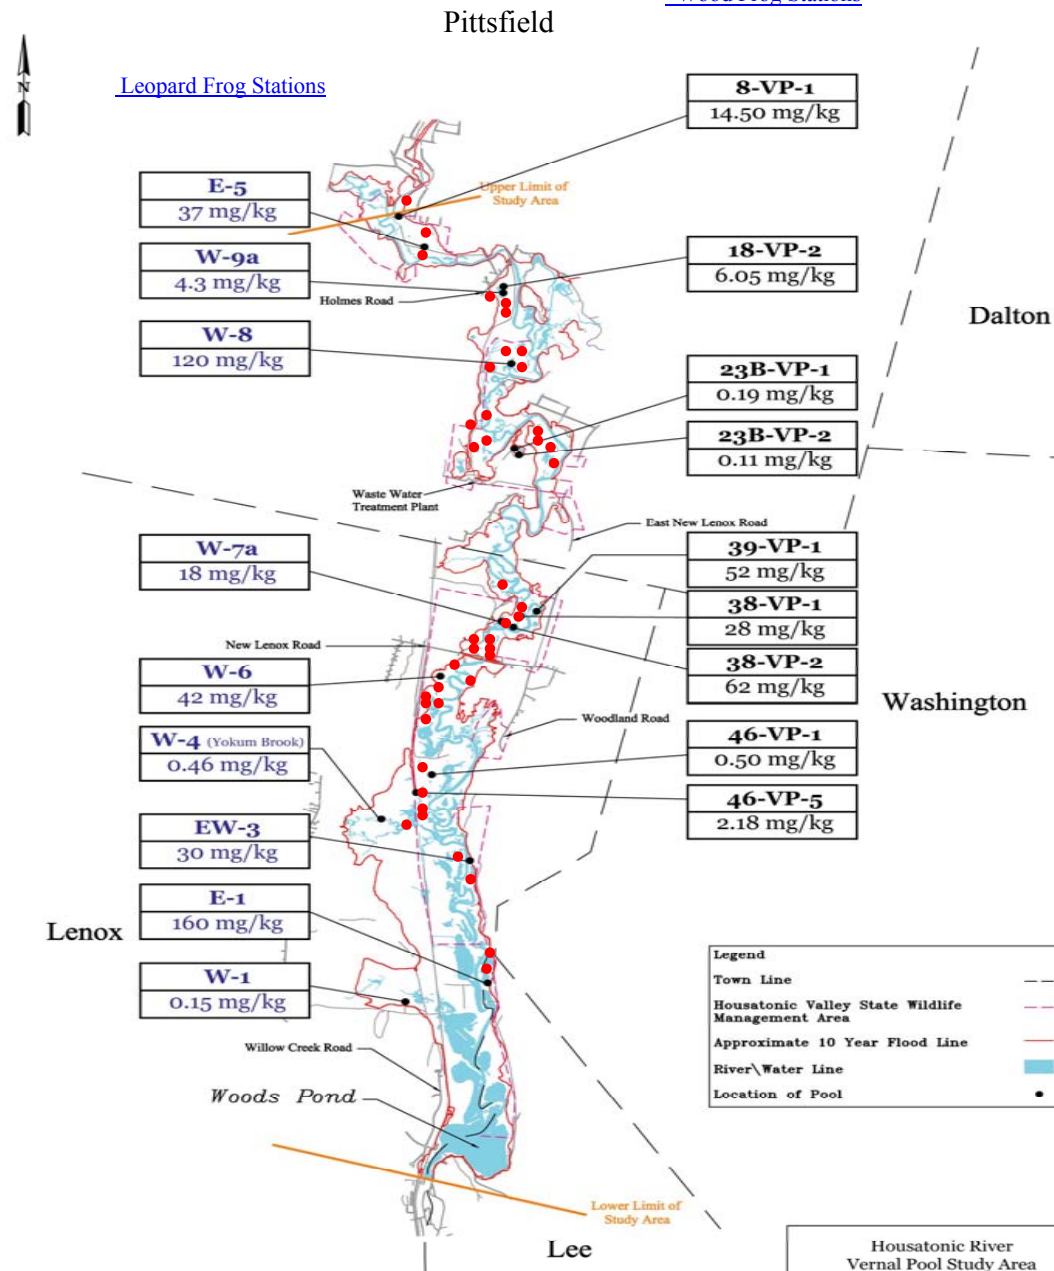 Wood Frog Stations
Pittsfield
N
Leopard Frog Stations
8-VP-1
14.50 mg/kg
E-5
37 mg/kg
Upper Limit of
Study Area
W-9a
4.3 mg/kg
18-VP-2
6.05 mg/kg
Holmes Road
Dalton
W-8
120 mg/kg
23B-VP-1
0.19 mg/kg
23B-VP-2
0.11 mg/kg
Waste Water
Treatment Plant
East New Lenox Road
W-7a
18 mg/kg
39-VP-1
52 mg/kg
38-VP-1
28 mg/kg
New Lenox Road
38-VP-2
62 mg/kg
W-6
42 mg/kg
Washington
Woodland Road
W-4 (Yokum Brook)
0.46 mg/kg
46-VP-1
0.50 mg/kg
46-VP-5
2.18 mg/kg
EW-3
30 mg/kg
E-1
160 mg/kg
Lenox
W-1
0.15 mg/kg
Legend
Town Line
Housatonic Valley State Wildlife
Management Area
Approximate 10 Year Flood Line
River\Water Line
Location of Pool
Willow Creek Road
Woods Pond
Lower Limit of
Study Area
Lee
Housatonic River
Vernal Pool Study Area